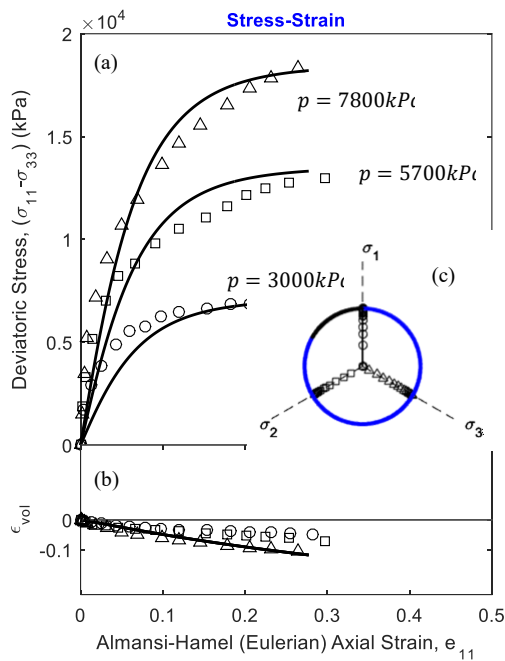 Stress-Strain
2 ×10⁴
(a)
p = 7800kPa
1.5
p = 5700kPa
1
Deviatoric Stress, (σ₁₁-σ₃₃) (kPa)
σ₁
(c)
p = 3000kPa
0.5
σ₂
σ₃
0
(b)
ϵvol
0
-0.1
0 0.1 0.2 0.3 0.4 0.5
Almansi-Hamel (Eulerian) Axial Strain, e₁₁